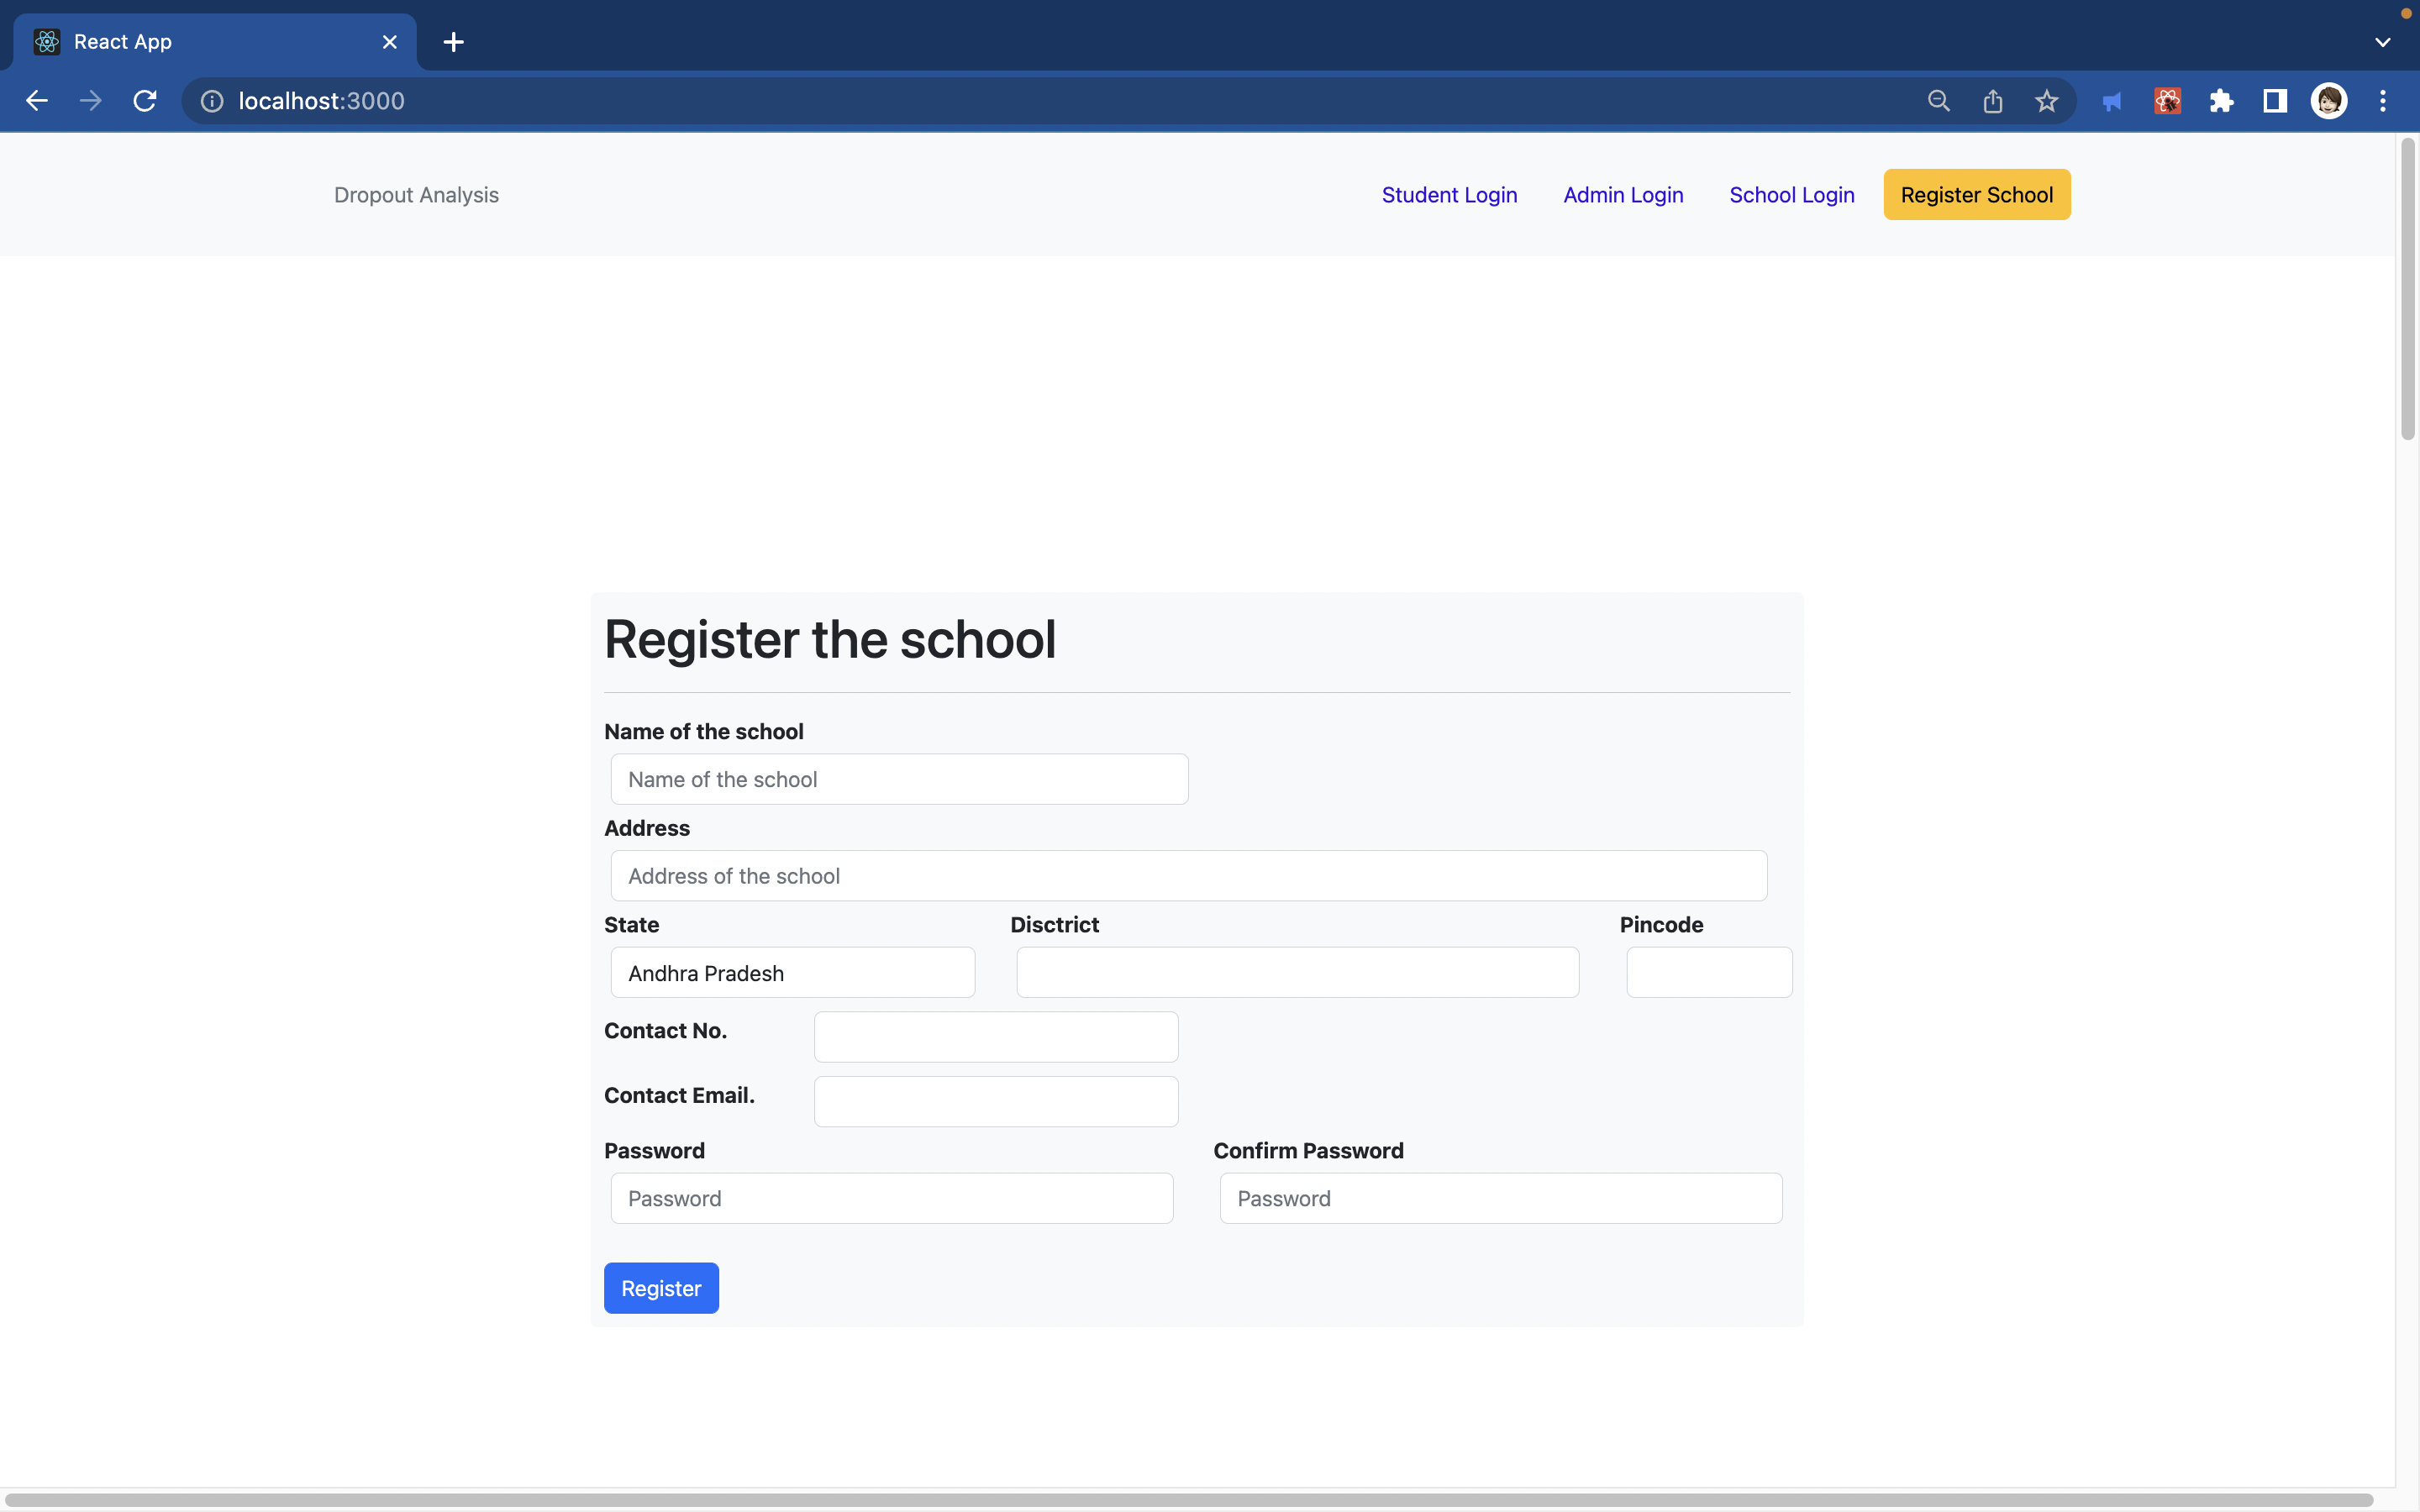 React App
localhost:3000
Dropout Analysis
Student Login
Admin Login
School Login
Register School
Register the school
Name of the school
Name of the school
Address
Address of the school
State Disctrict Pincode
Andhra Pradesh
Contact No.
Contact Email.
Password Confirm Password
Password Password
Register